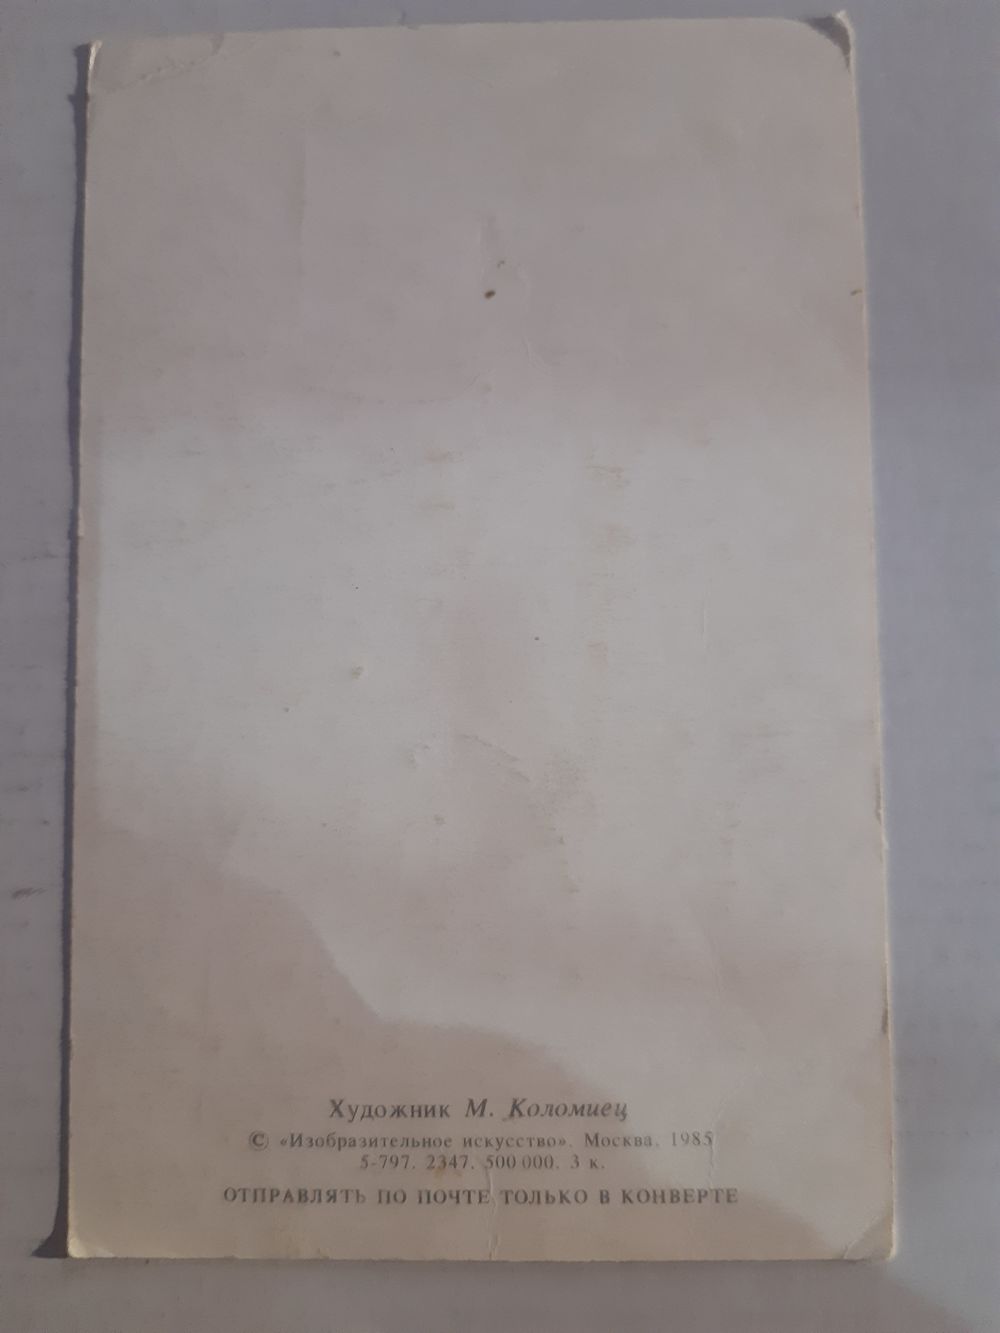 Художник М. Коломиец
© «Изобразительное искусство». Москва. 1985
5-797. 2347. 500 000. 3 к.
ОТПРАВЛЯТЬ ПО ПОЧТЕ ТОЛЬКО В КОНВЕРТЕ